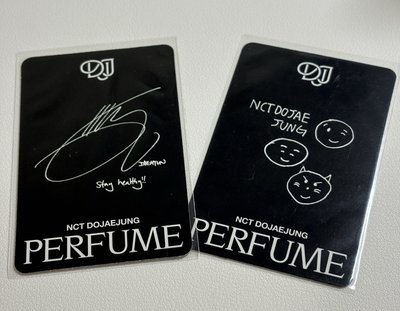 DJJ
JAEHYUN
Stay healthy!!
NCT DOJAEJUNG
PERFUME
DJJ
NCT DOJAE
JUNG
NCT DOJAEJUNG
PERFUME